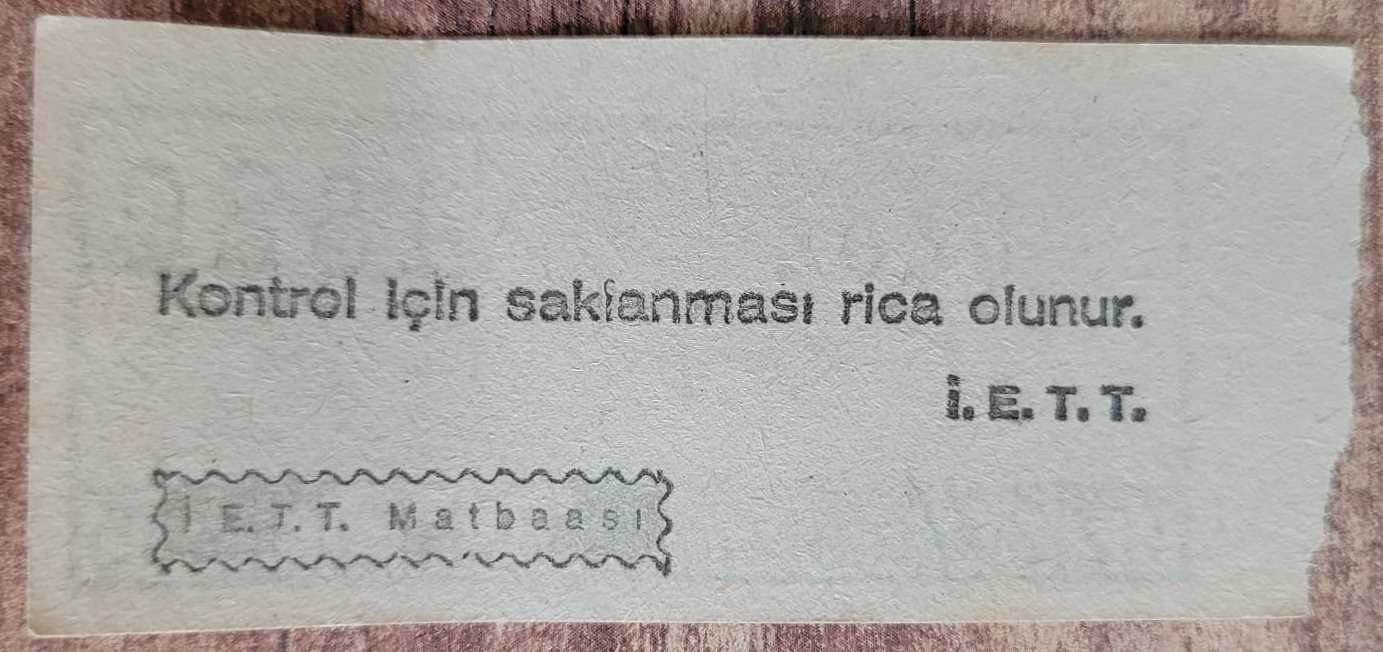 Kontrol için saklanması rica olunur.
İ. E. T. T.
İ E. T. T. Matbaası